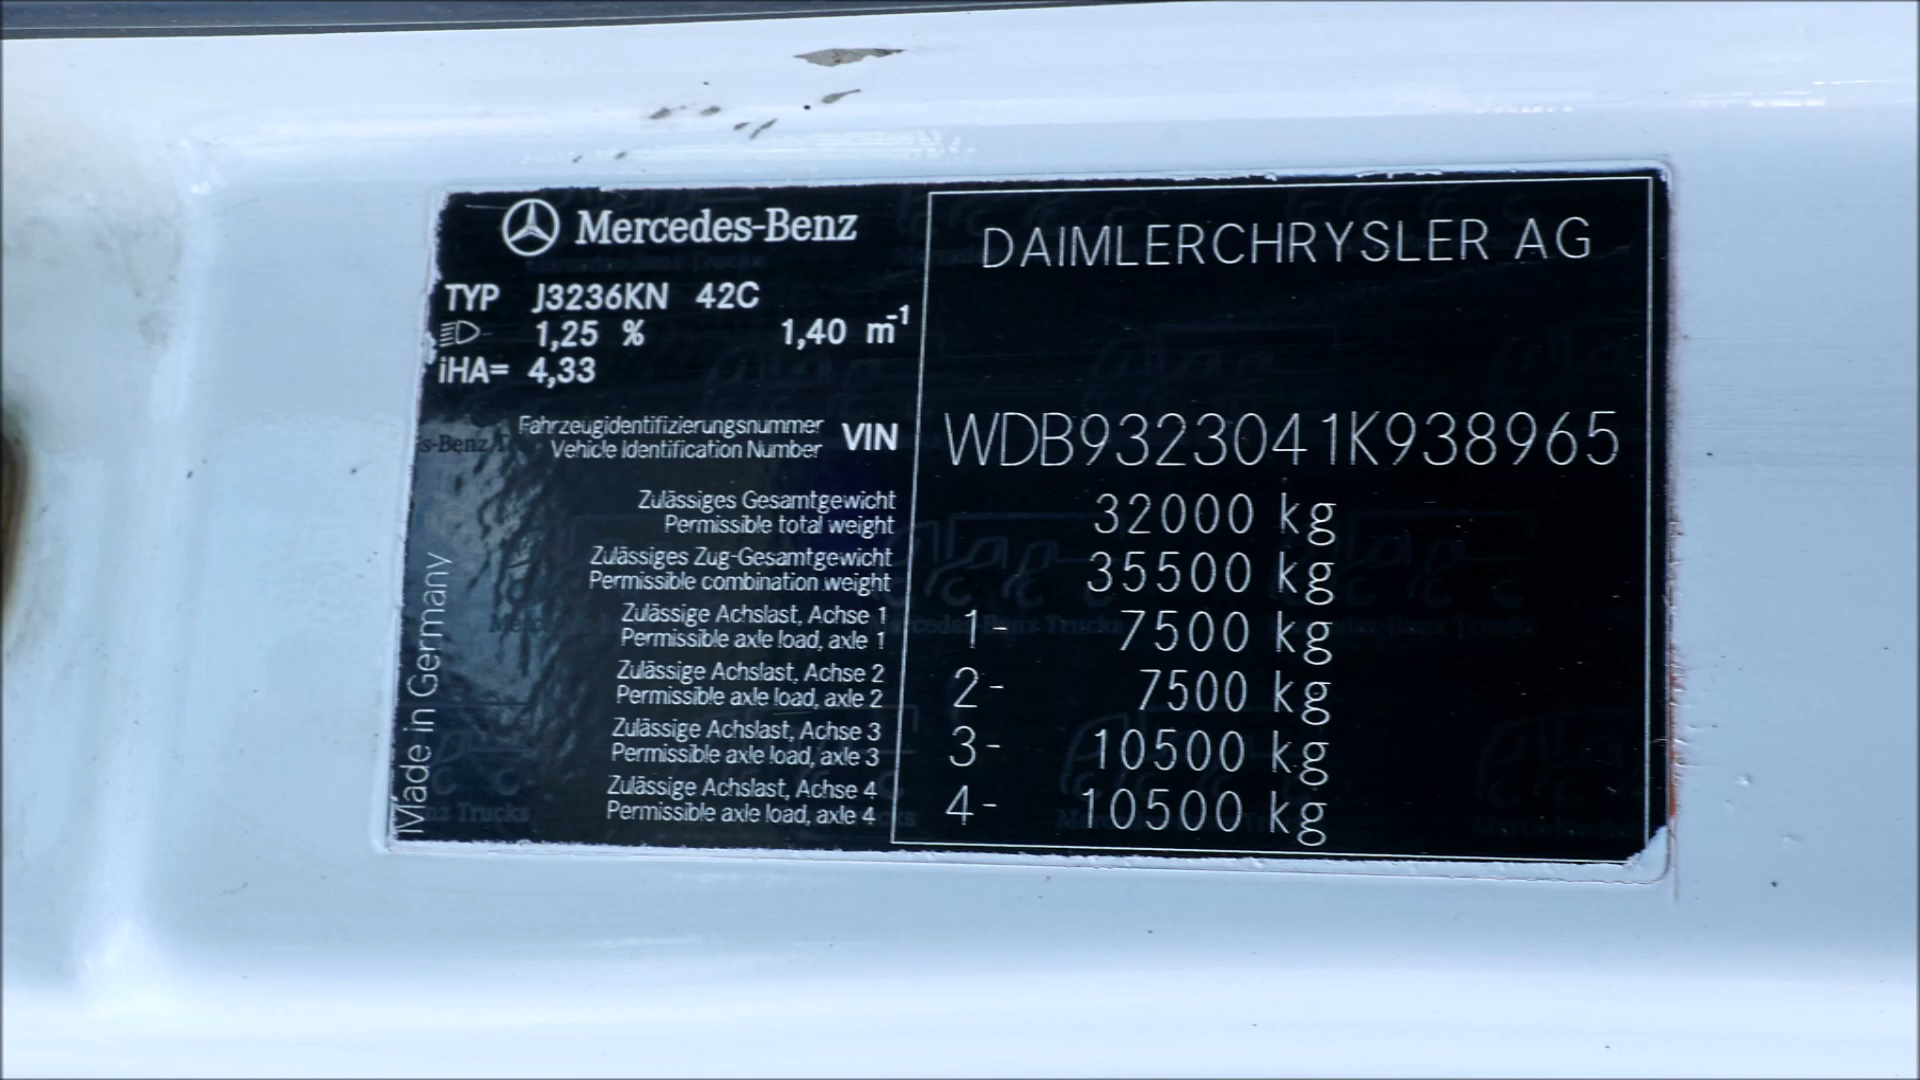 Mercedes-Benz
DAIMLERCHRYSLER AG
TYP J3236KN 42C
1,25 % 1,40 m-1
iHA= 4,33
Fahrzeugidentifizierungsnummer
Vehicle Identification Number
VIN WDB9323041K938965
Zulässiges Gesamtgewicht
Permissible total weight
32000 kg
Zulässiges Zug-Gesamtgewicht
Permissible combination weight
35500 kg
Zulässige Achslast, Achse 1
Permissible axle load, axle 1
1- 7500 kg
Zulässige Achslast, Achse 2
Permissible axle load, axle 2
2- 7500 kg
Zulässige Achslast, Achse 3
Permissible axle load, axle 3
3- 10500 kg
Zulässige Achslast, Achse 4
Permissible axle load, axle 4
4- 10500 kg
Made in Germany